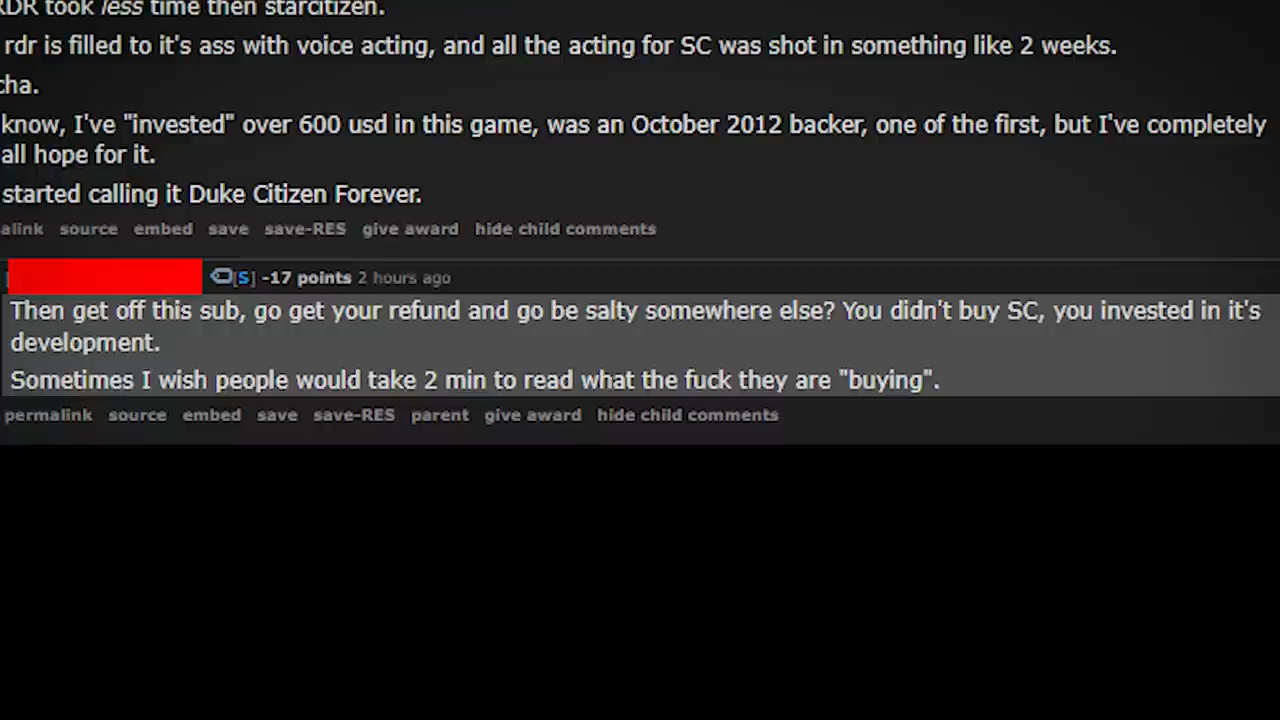 RDR took less time then starcitizen.
rdr is filled to it's ass with voice acting, and all the acting for SC was shot in something like 2 weeks.
cha.
know, I've "invested" over 600 usd in this game, was an October 2012 backer, one of the first, but I've completely
all hope for it.
started calling it Duke Citizen Forever.
alink source embed save save-RES give award hide child comments
[S] -17 points 2 hours ago
Then get off this sub, go get your refund and go be salty somewhere else? You didn't buy SC, you invested in it's
development.
Sometimes I wish people would take 2 min to read what the fuck they are "buying".
permalink source embed save save-RES parent give award hide child comments